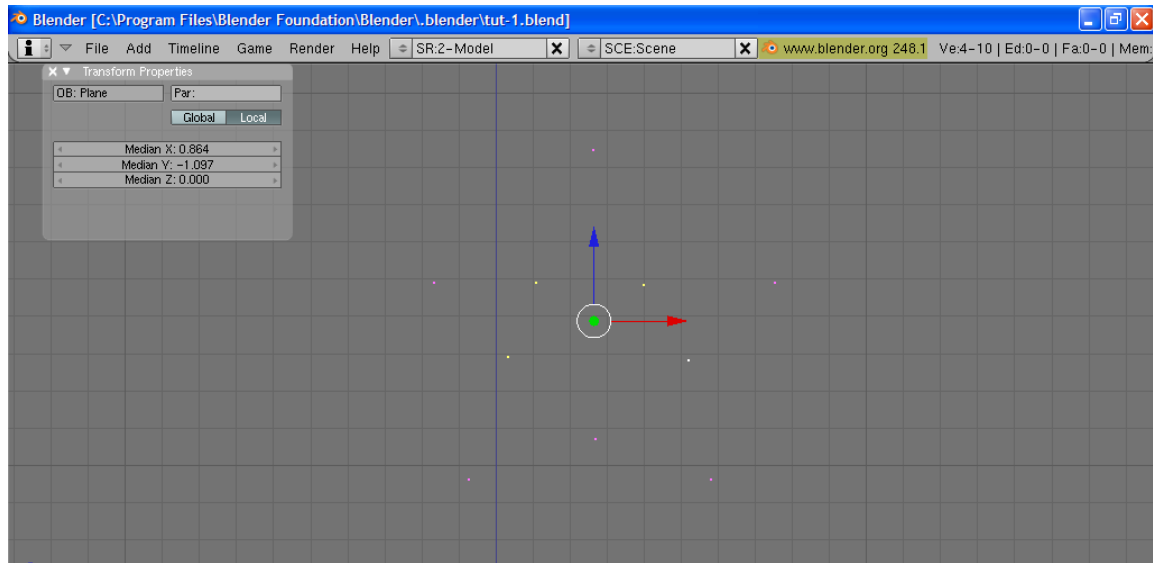 Blender [C:\Program Files\Blender Foundation\Blender\.blender\tut-1.blend]
File Add Timeline Game Render Help SR:2-Model SCE:Scene www.blender.org 248.1 Ve:4-10 | Ed:0-0 | Fa:0-0 | Mem:
Transform Properties
OB: Plane Par:
Global Local
Median X: 0.864
Median Y: -1.097
Median Z: 0.000